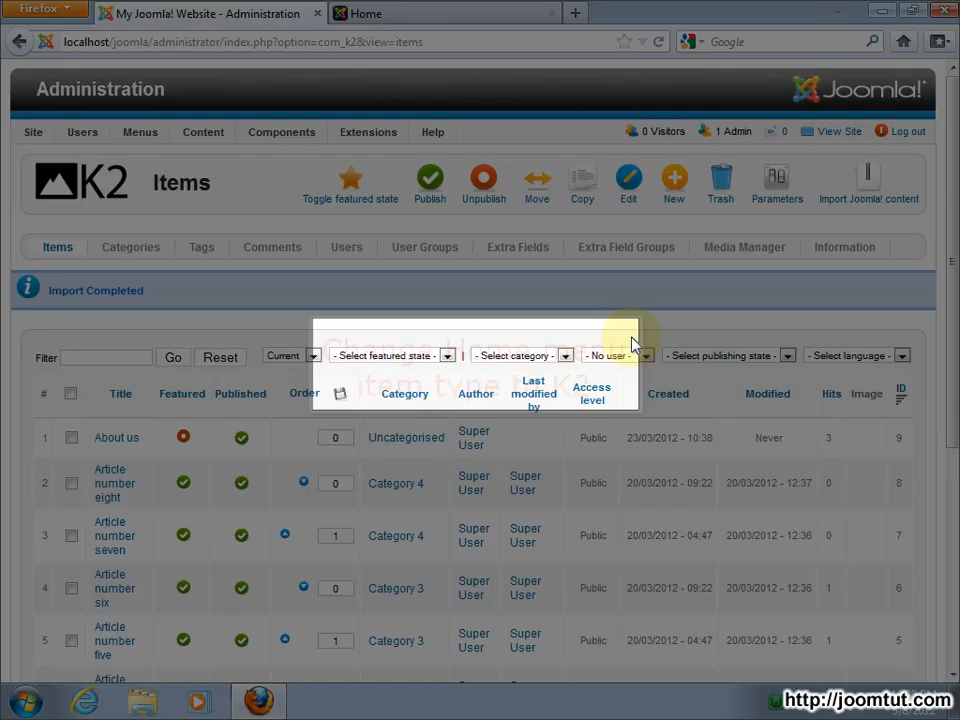 Firefox
My Joomla! Website - Administration
Home
localhost/joomla/administrator/index.php?option=com_k2&view=items
Google
Administration
Joomla!
Site Users Menus Content Components Extensions Help
0 Visitors 1 Admin 0 View Site Log out
K2 Items
Toggle featured state Publish Unpublish Move Copy Edit New Trash Parameters Import Joomla! content
Items Categories Tags Comments Users User Groups Extra Fields Extra Field Groups Media Manager Information
Import Completed
Change Home menu
item type to K2
Filter Go Reset Current - Select featured state - | - Select category - - No user - - Select publishing state - - Select language -
# Title Featured Published Order Category Author Last modified by Access level Created Modified Hits Image ID
1 About us 0 Uncategorised Super User Public 23/03/2012 - 10:38 Never 3 9
2 Article number eight 0 Category 4 Super User Super User Public 20/03/2012 - 09:22 20/03/2012 - 12:37 0 8
3 Article number seven 1 Category 4 Super User Super User Public 20/03/2012 - 04:47 20/03/2012 - 12:36 0 7
4 Article number six 0 Category 3 Super User Super User Public 20/03/2012 - 09:22 20/03/2012 - 12:36 1 6
5 Article number five 1 Category 3 Super User Super User Public 20/03/2012 - 04:47 20/03/2012 - 12:36 1 5
Article Super Super
http://joomtut.com